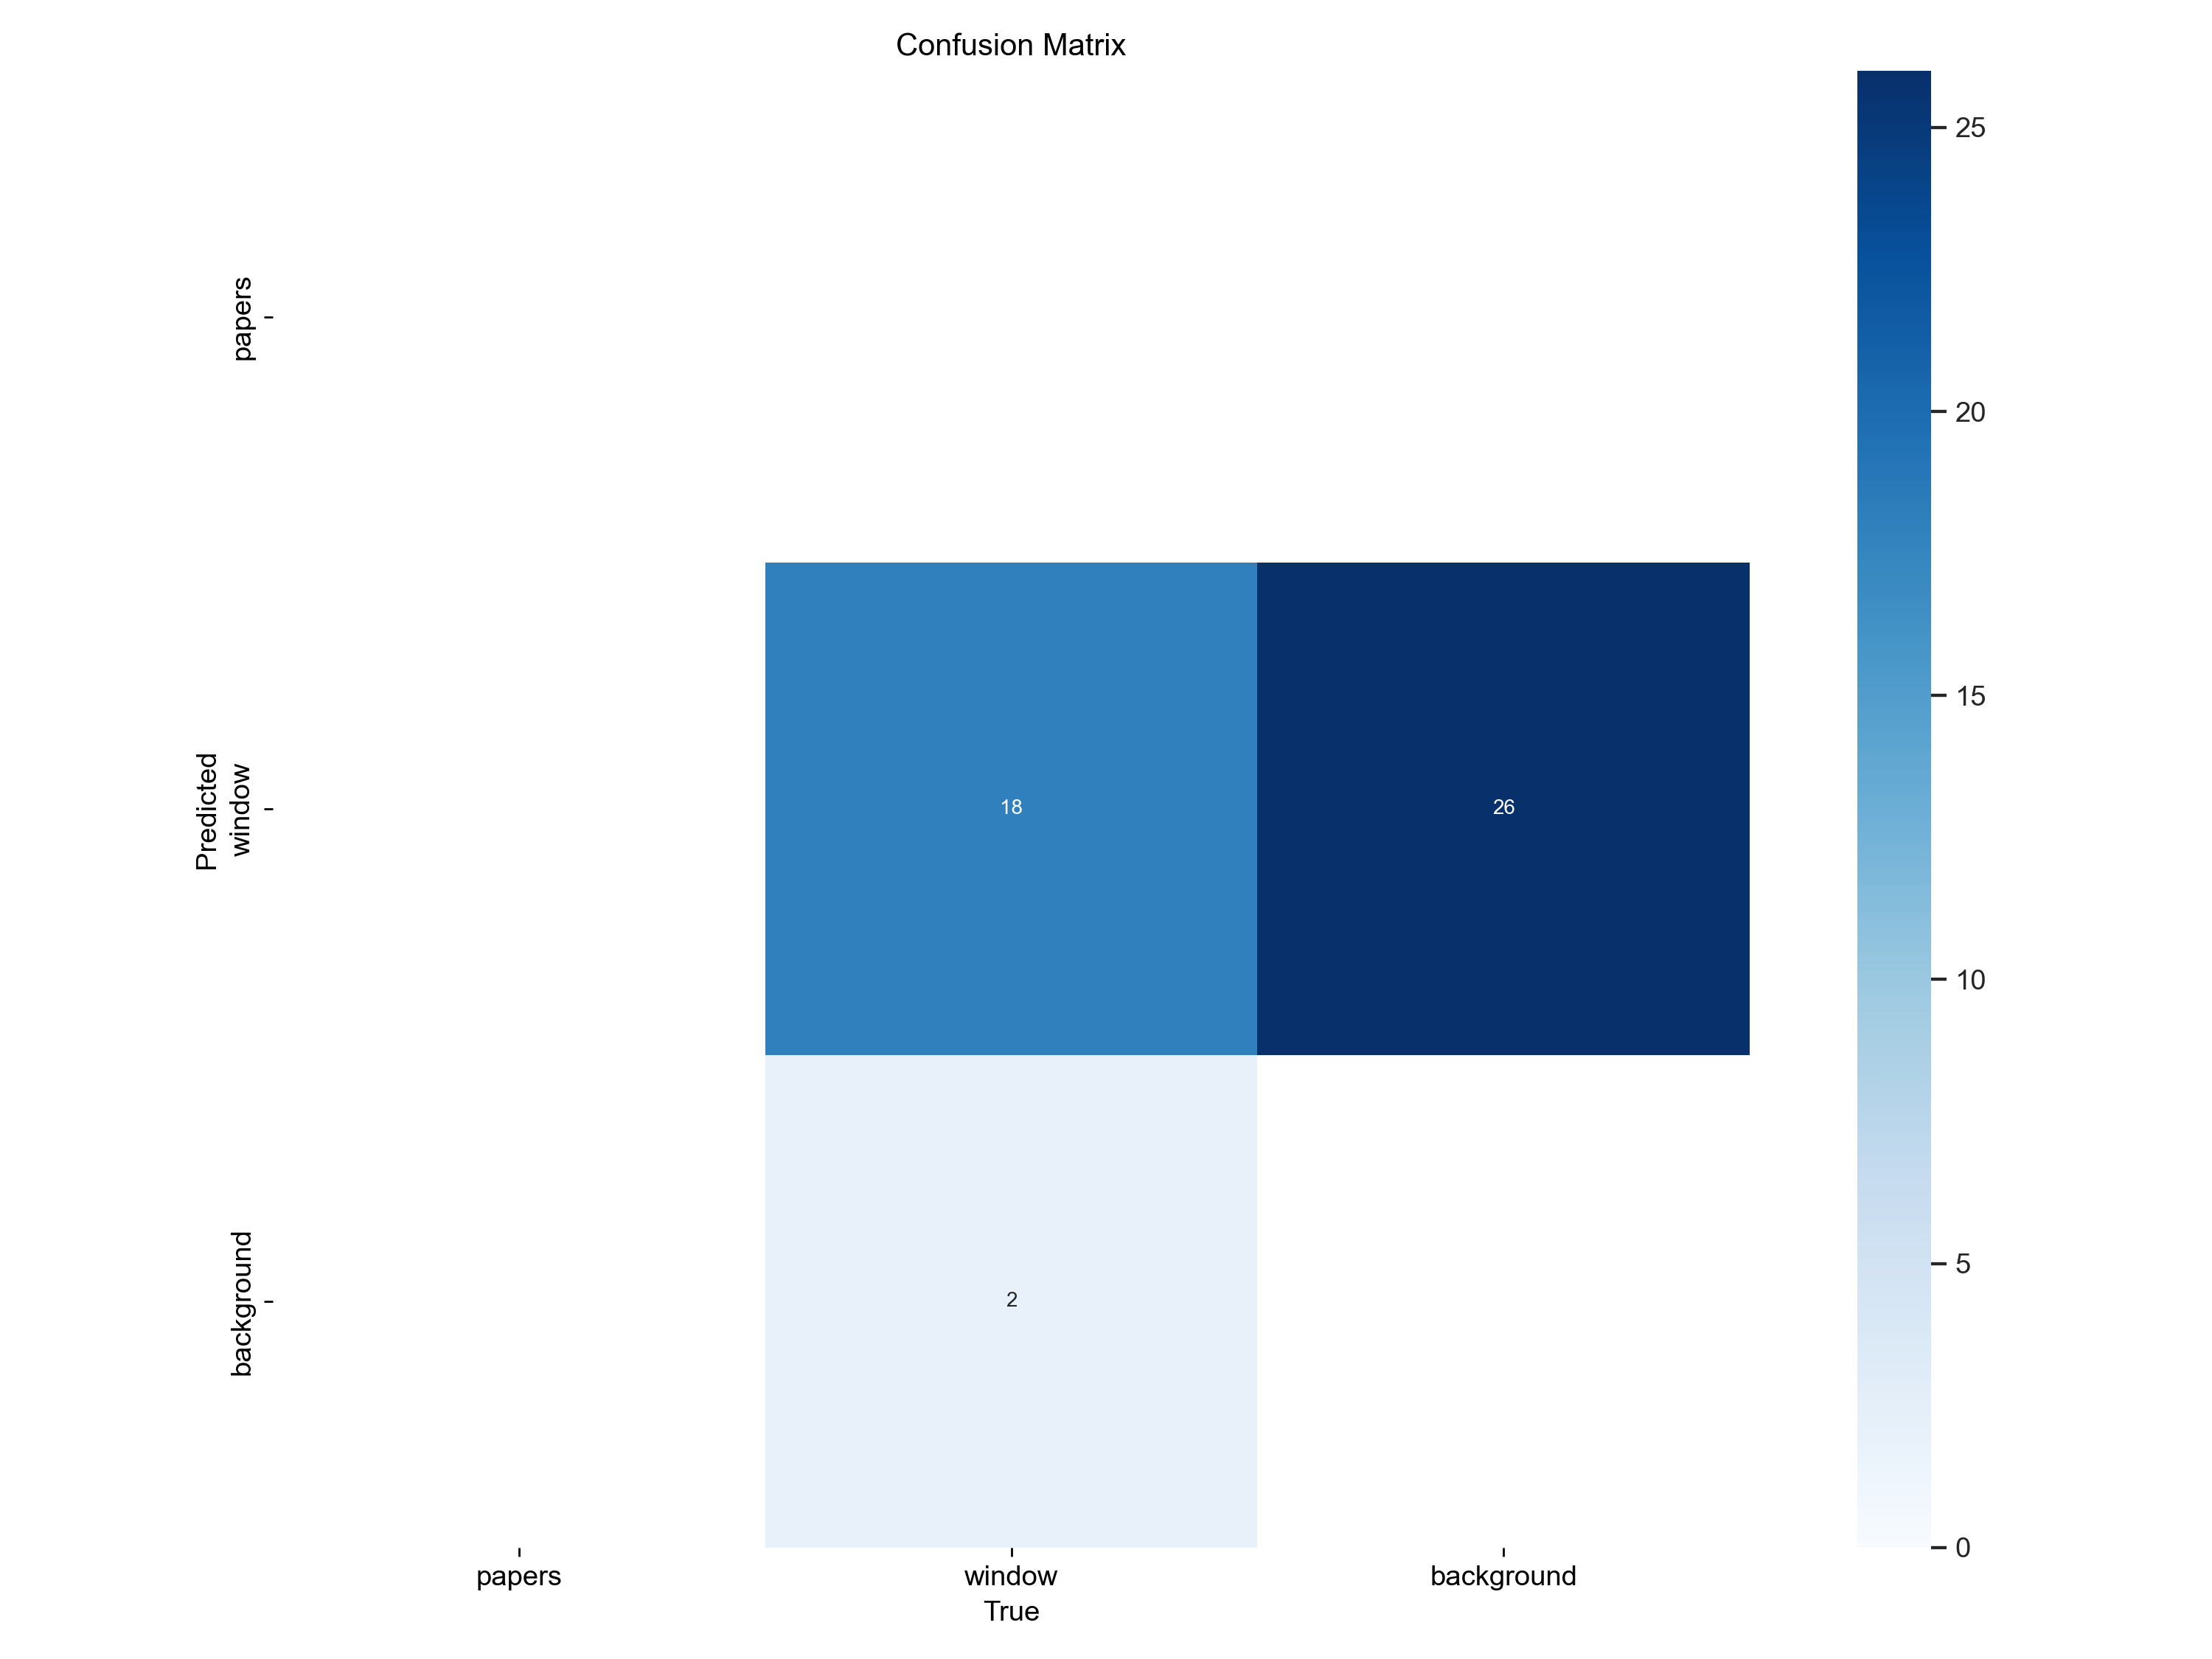 Confusion Matrix
papers
Predicted
window
background
18
26
2
papers
window
background
True
25
20
15
10
5
0